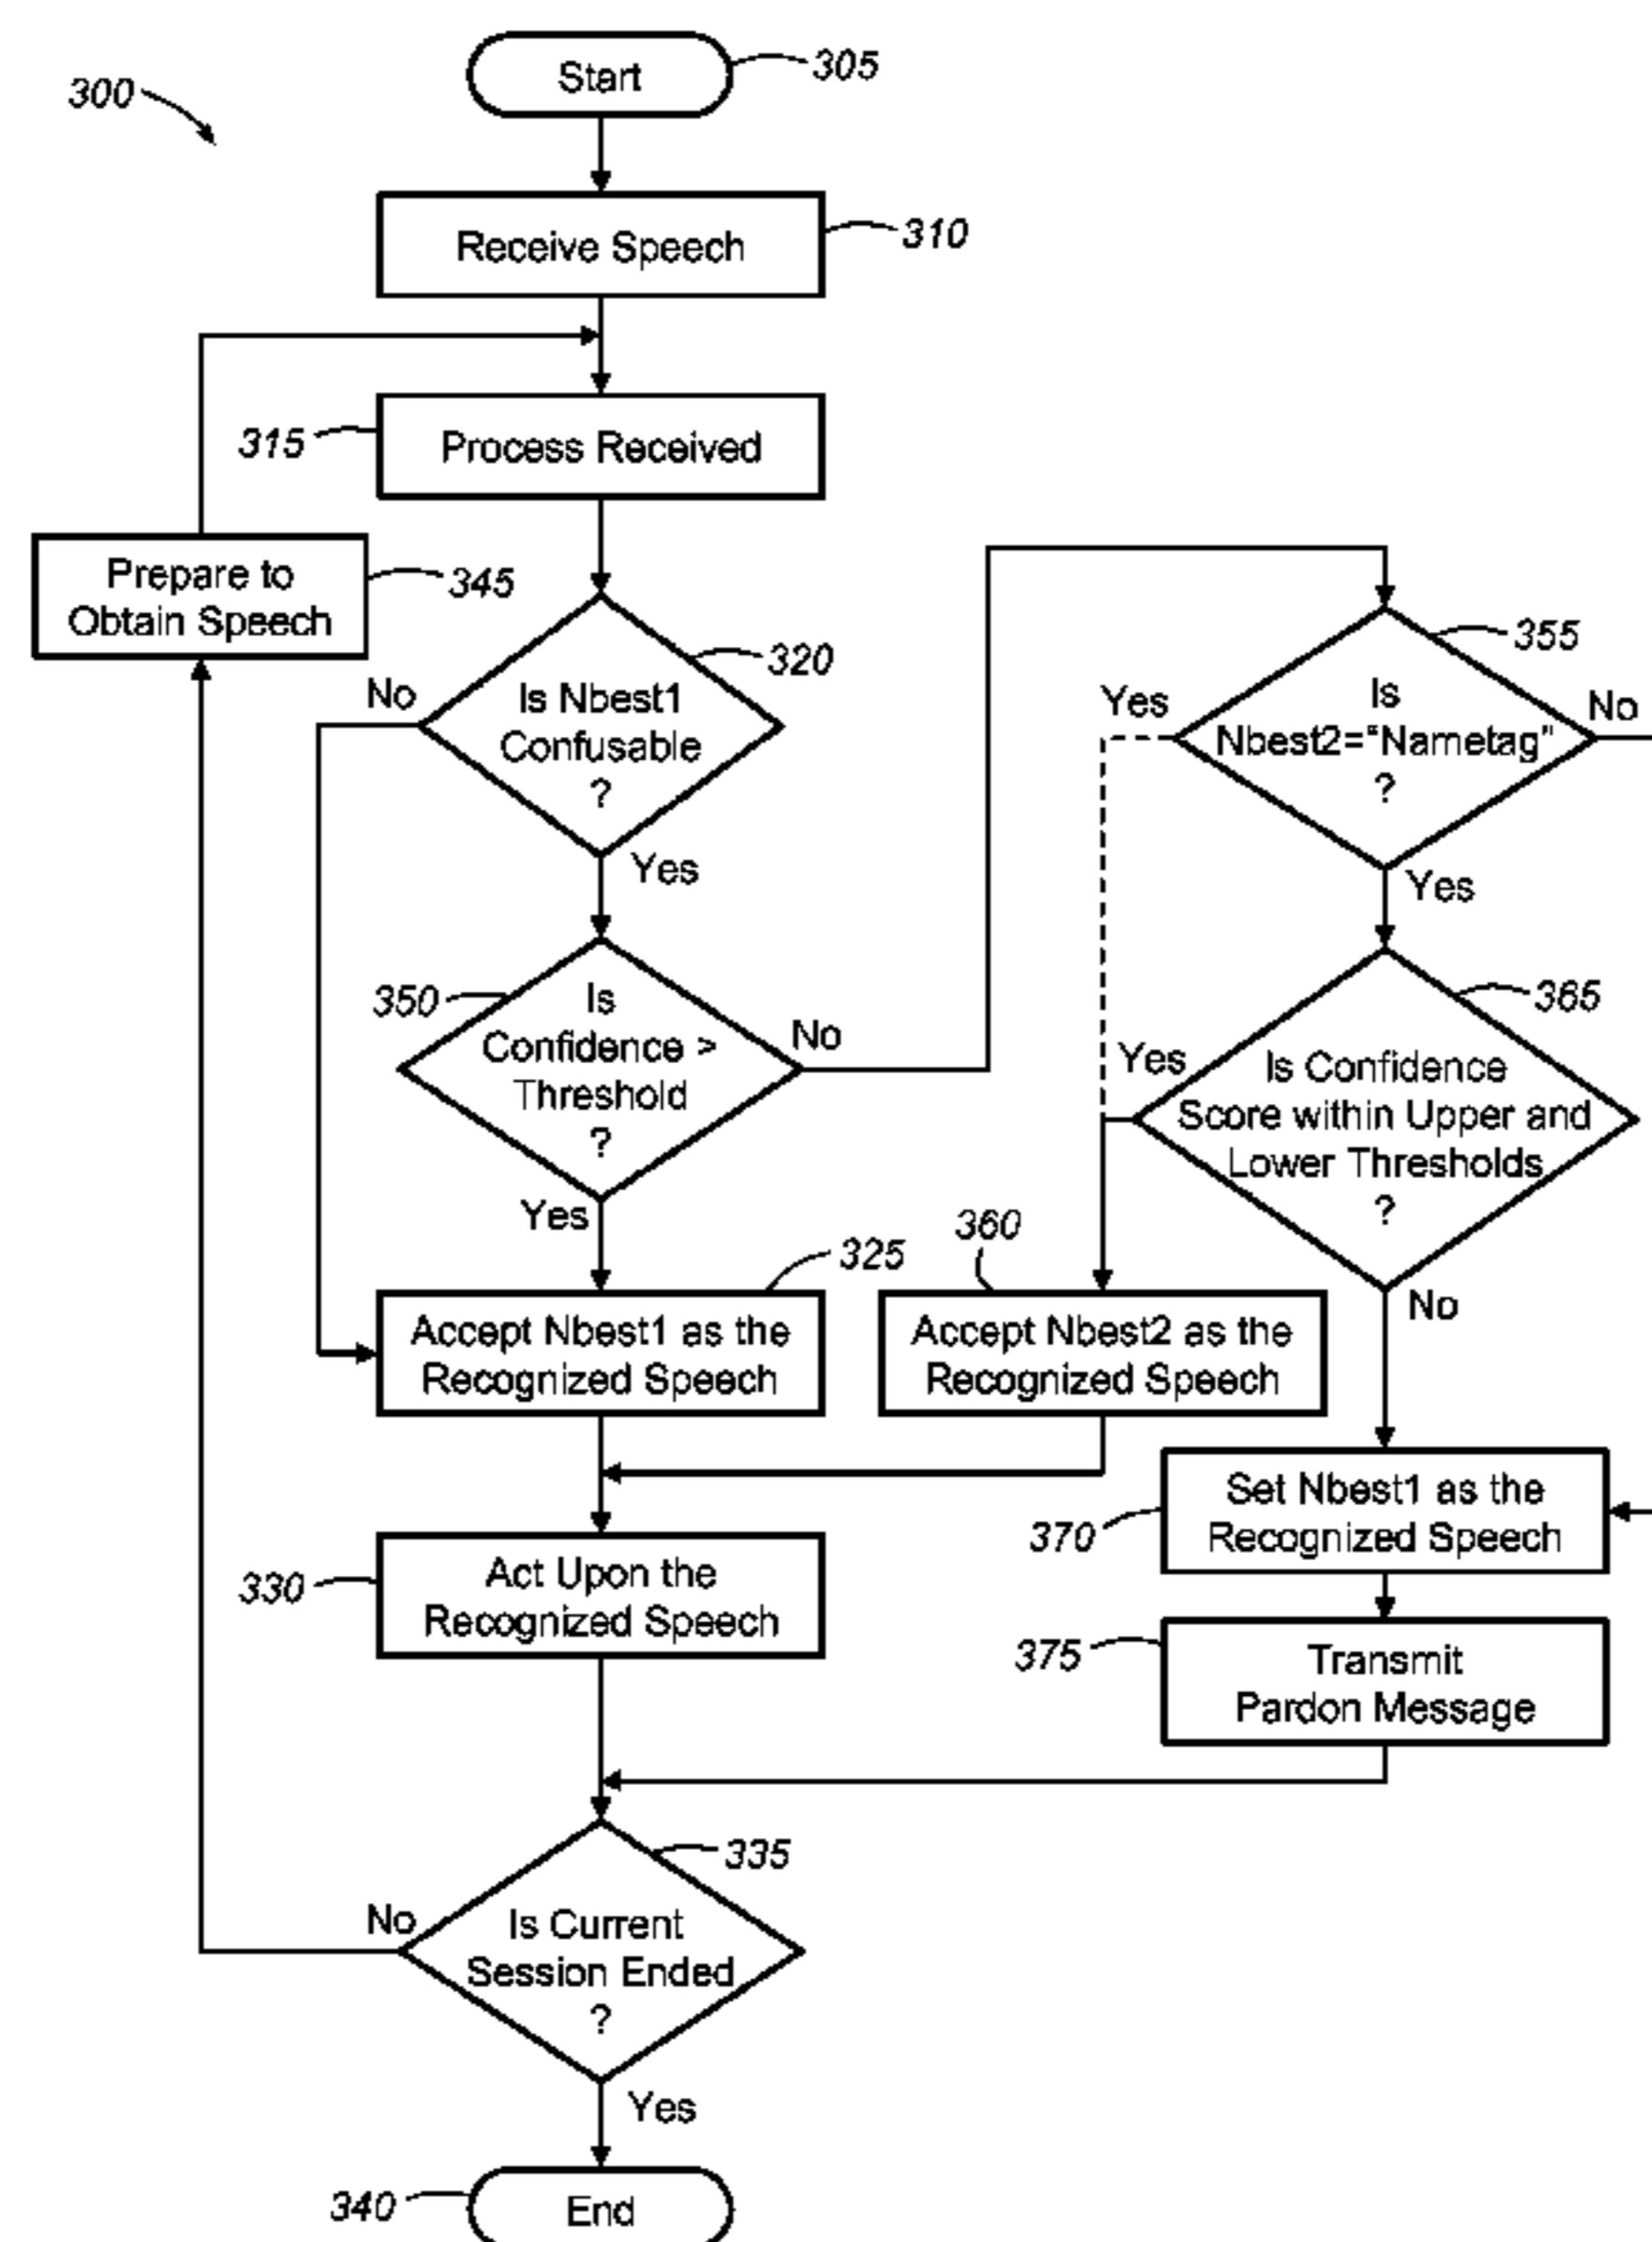 300
Start
305
Receive Speech
310
315
Process Received
Prepare to
Obtain Speech
345
320
No
Is Nbest1
Confusable
?
Yes
355
Yes
Is
Nbest2="Nametag"
?
No
Yes
350
Is
Confidence >
Threshold
?
No
Yes
365
Yes
Is Confidence
Score within Upper and
Lower Thresholds
?
No
325
Accept Nbest1 as the
Recognized Speech
360
Accept Nbest2 as the
Recognized Speech
330
Act Upon the
Recognized Speech
370
Set Nbest1 as the
Recognized Speech
375
Transmit
Pardon Message
335
No
Is Current
Session Ended
?
Yes
340
End